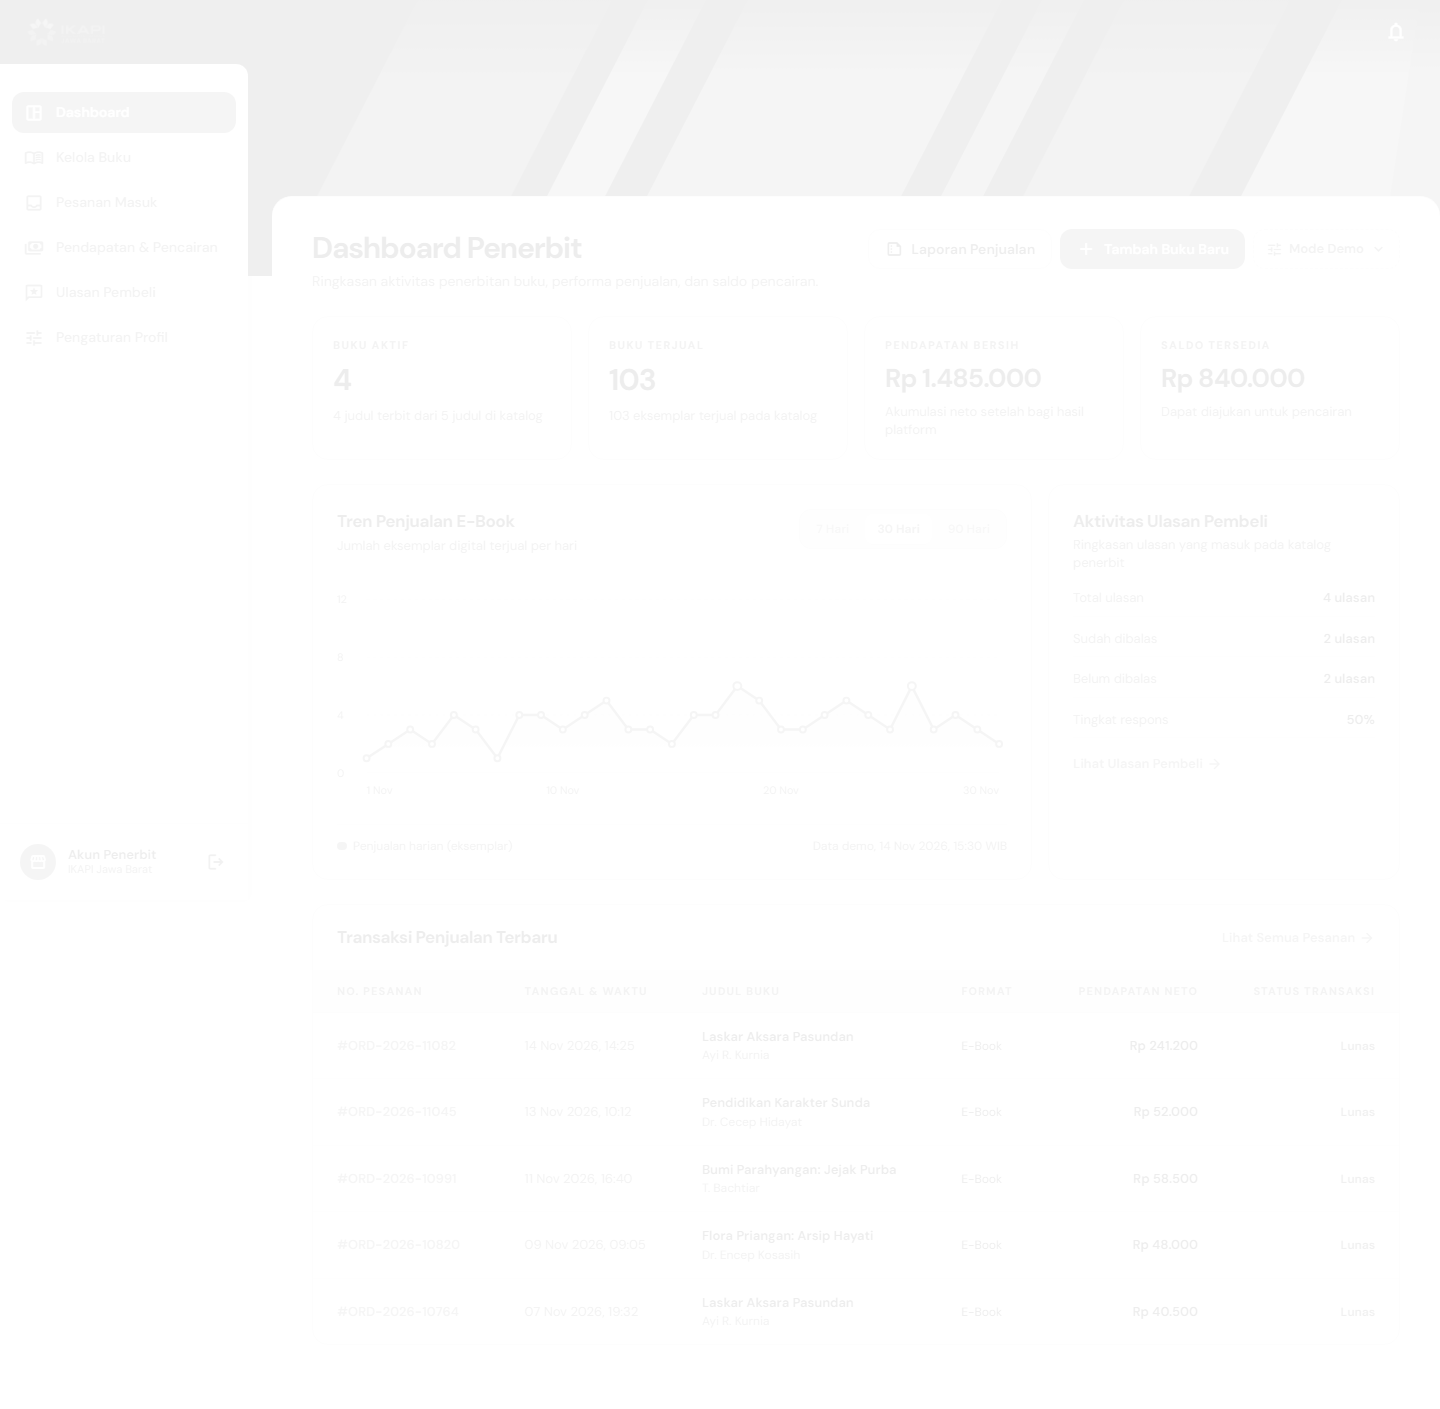 IKAPI
Dashboard
Kelola Buku
Pesanan Masuk
Pendapatan & Pencairan
Ulasan Pembeli
Pengaturan Profil
Akun Penerbit
IKAPI Jawa Barat
Dashboard Penerbit
Ringkasan aktivitas penerbitan buku, performa penjualan, dan saldo pencairan.
Laporan Penjualan
Tambah Buku Baru
Mode Demo
BUKU AKTIF
4
4 judul terbit dari 5 judul di katalog
BUKU TERJUAL
103
103 eksemplar terjual pada katalog
PENDAPATAN BERSIH
Rp 1.485.000
Akumulasi neto setelah bagi hasil
platform
SALDO TERSEDIA
Rp 840.000
Dapat diajukan untuk pencairan
Tren Penjualan E-Book
Jumlah eksemplar digital terjual per hari
7 Hari 30 Hari 90 Hari
12
8
4
0
1 Nov 10 Nov 20 Nov 30 Nov
Penjualan harian (eksemplar)
Data demo, 14 Nov 2026, 15:30 WIB
Aktivitas Ulasan Pembeli
Ringkasan ulasan yang masuk pada katalog
penerbit
Total ulasan 4 ulasan
Sudah dibalas 2 ulasan
Belum dibalas 2 ulasan
Tingkat respons 50%
Lihat Ulasan Pembeli →
Transaksi Penjualan Terbaru
Lihat Semua Pesanan →
NO. PESANAN TANGGAL & WAKTU JUDUL BUKU FORMAT PENDAPATAN NETO STATUS TRANSAKSI
#ORD-2026-11082 14 Nov 2026, 14:25 Laskar Aksara Pasundan E-Book Rp 241.200 Lunas
Ayi R. Kurnia
#ORD-2026-11045 13 Nov 2026, 10:12 Pendidikan Karakter Sunda E-Book Rp 52.000 Lunas
Dr. Cecep Hidayat
#ORD-2026-10991 11 Nov 2026, 16:40 Bumi Parahyangan: Jejak Purba E-Book Rp 58.500 Lunas
T. Bachtiar
#ORD-2026-10820 09 Nov 2026, 09:05 Flora Priangan: Arsip Hayati E-Book Rp 48.000 Lunas
Dr. Encep Kosasih
#ORD-2026-10784 07 Nov 2026, 19:32 Laskar Aksara Pasundan E-Book Rp 40.500 Lunas
Ayi R. Kurnia